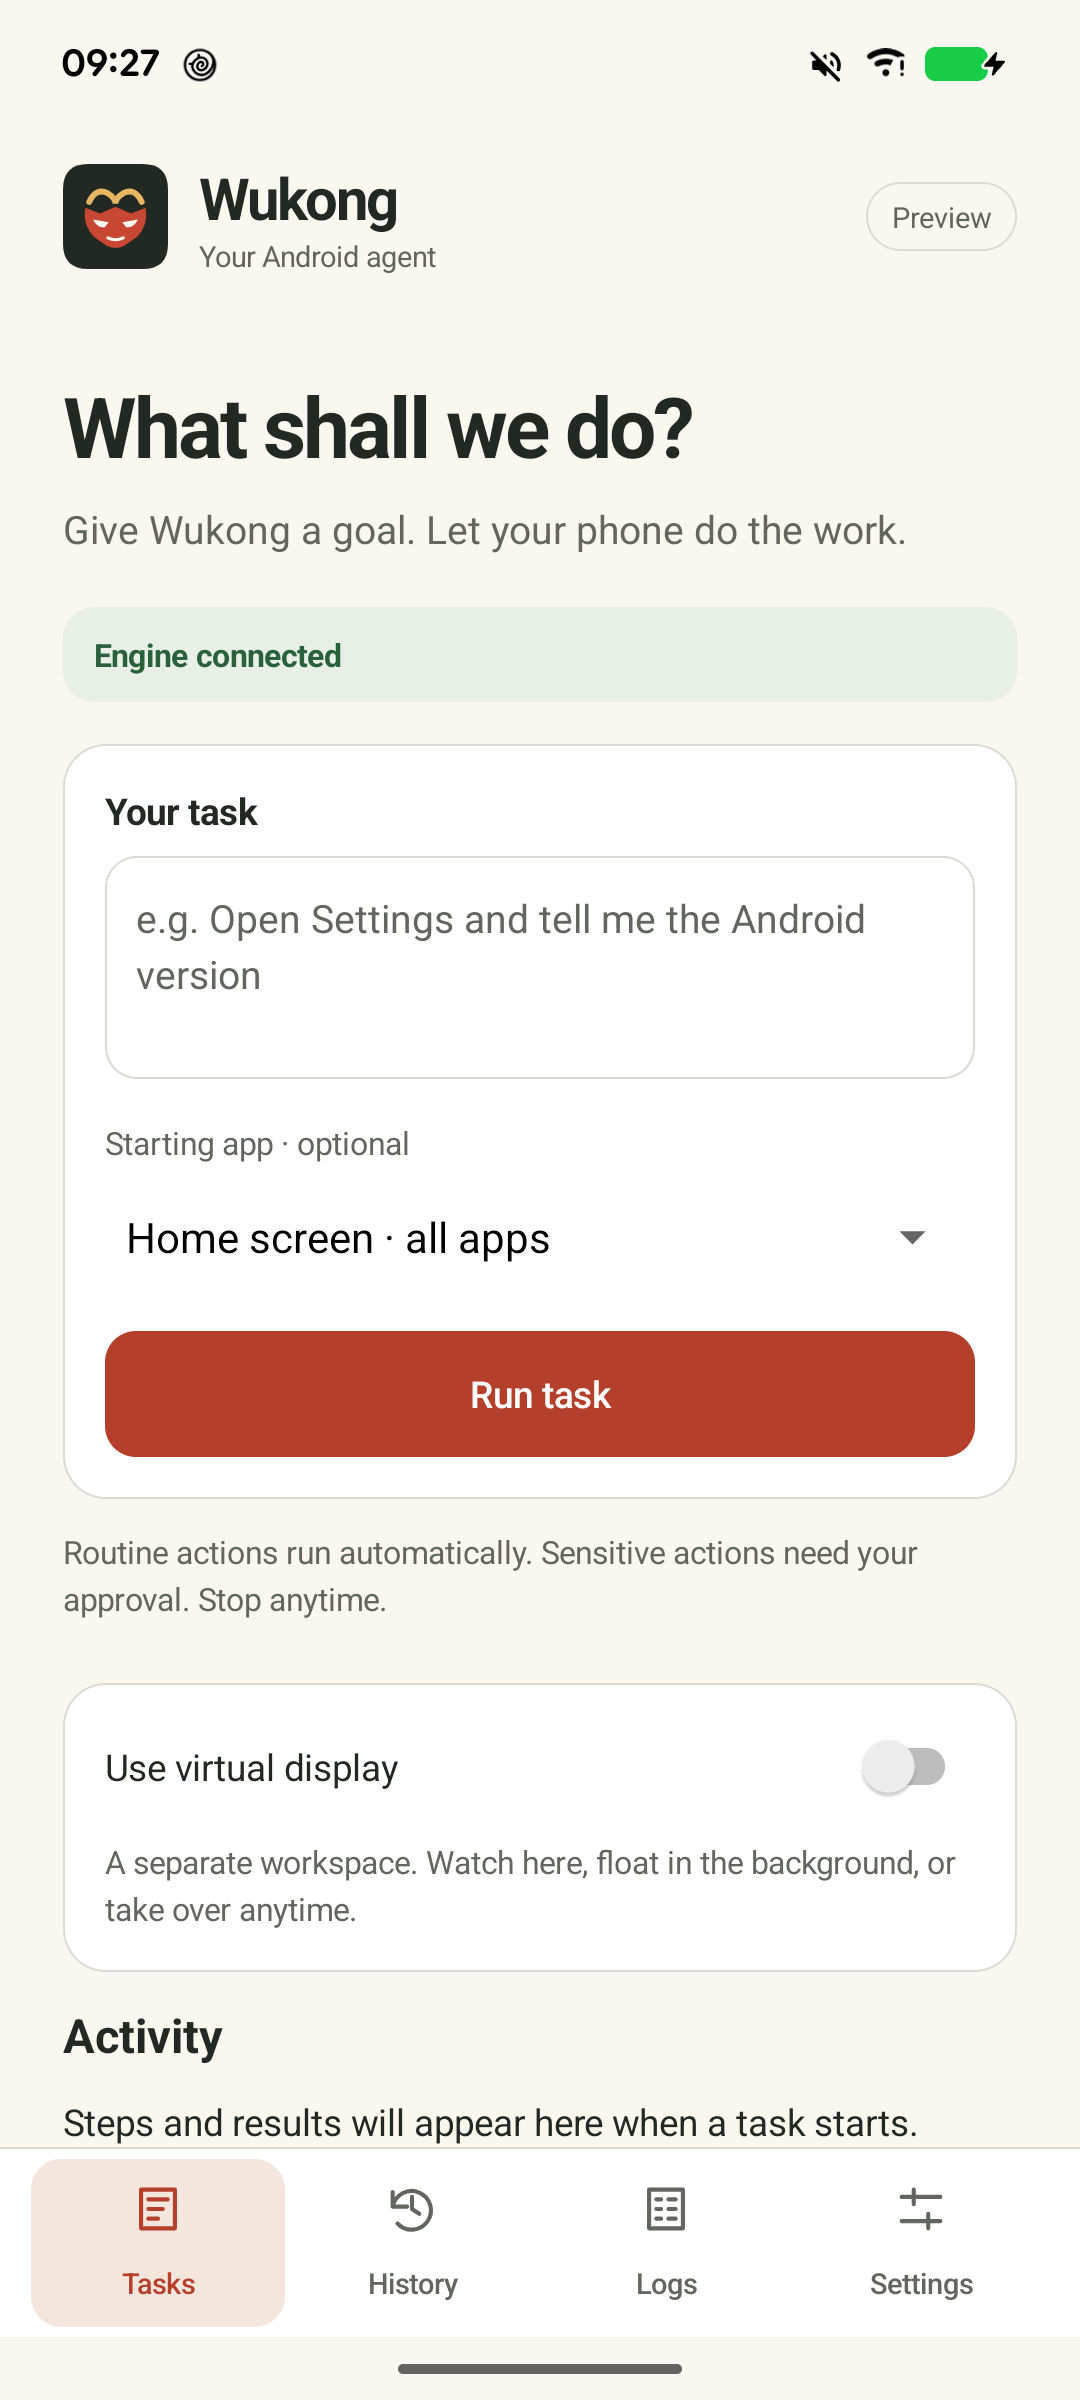 09:27
Wukong
Your Android agent
Preview
What shall we do?
Give Wukong a goal. Let your phone do the work.
Engine connected
Your task
e.g. Open Settings and tell me the Android
version
Starting app · optional
Home screen · all apps
Run task
Routine actions run automatically. Sensitive actions need your
approval. Stop anytime.
Use virtual display
A separate workspace. Watch here, float in the background, or
take over anytime.
Activity
Steps and results will appear here when a task starts.
Tasks
History
Logs
Settings